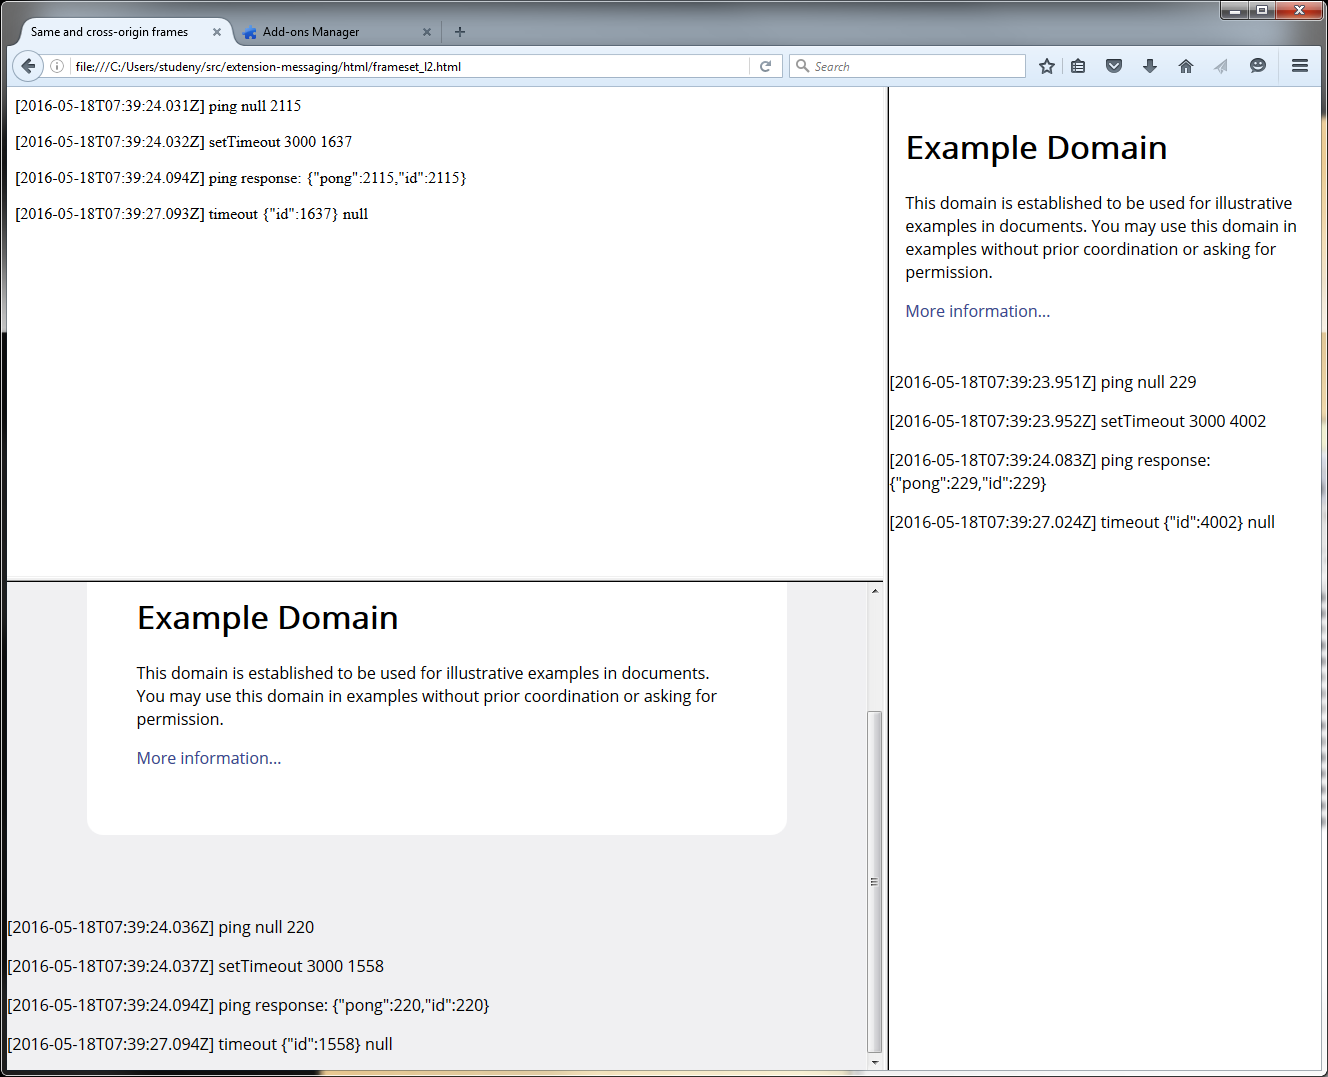 Same and cross-origin frames
Add-ons Manager
file:///C:/Users/studeny/src/extension-messaging/html/frameset_l2.html
Search
[2016-05-18T07:39:24.031Z] ping null 2115
[2016-05-18T07:39:24.032Z] setTimeout 3000 1637
[2016-05-18T07:39:24.094Z] ping response: {"pong":2115,"id":2115}
[2016-05-18T07:39:27.093Z] timeout {"id":1637} null
Example Domain
This domain is established to be used for illustrative
examples in documents. You may use this domain in
examples without prior coordination or asking for
permission.
More information...
[2016-05-18T07:39:23.951Z] ping null 229
[2016-05-18T07:39:23.952Z] setTimeout 3000 4002
[2016-05-18T07:39:24.083Z] ping response:
{"pong":229,"id":229}
[2016-05-18T07:39:27.024Z] timeout {"id":4002} null
Example Domain
This domain is established to be used for illustrative examples in documents.
You may use this domain in examples without prior coordination or asking for
permission.
More information...
[2016-05-18T07:39:24.036Z] ping null 220
[2016-05-18T07:39:24.037Z] setTimeout 3000 1558
[2016-05-18T07:39:24.094Z] ping response: {"pong":220,"id":220}
[2016-05-18T07:39:27.094Z] timeout {"id":1558} null